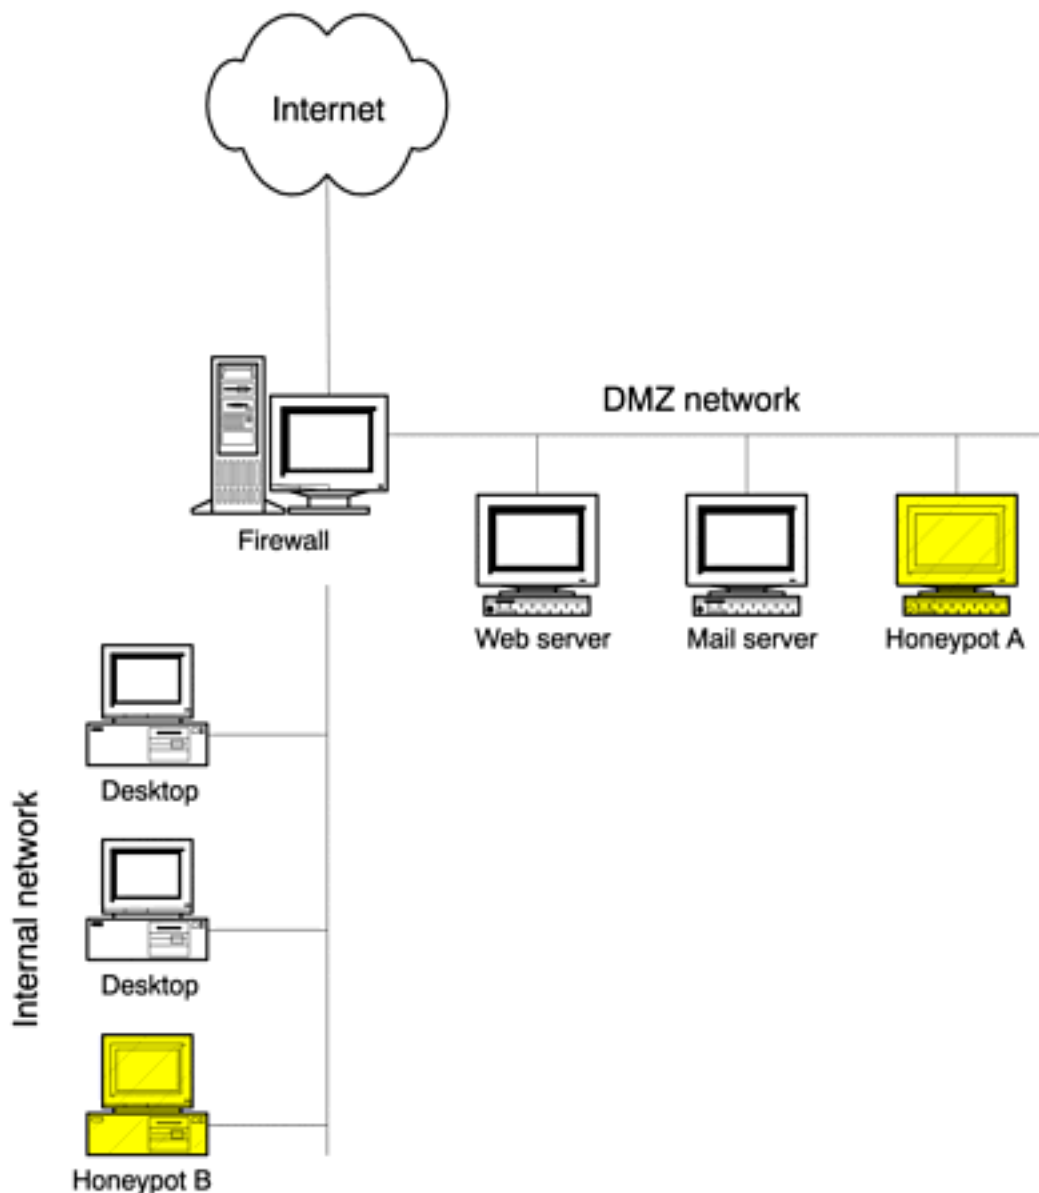 Internet
DMZ network
Firewall
Web server
Mail server
Honeypot A
Internal network
Desktop
Desktop
Honeypot B